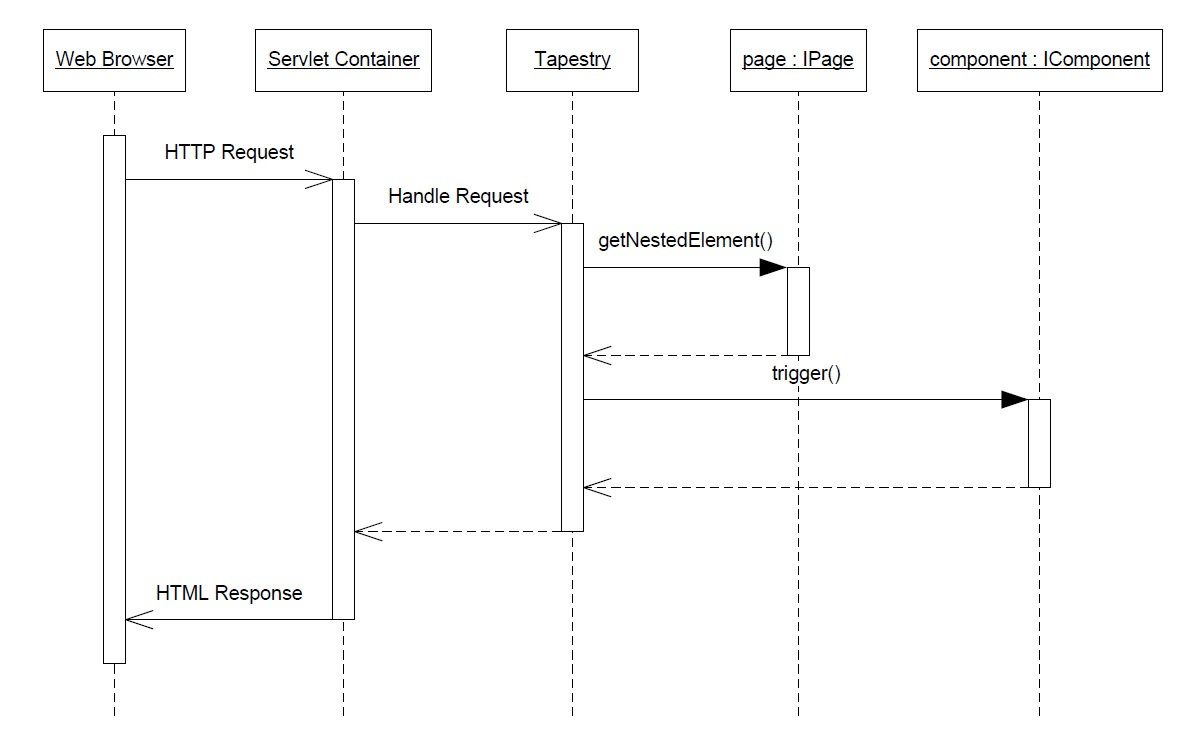 Web Browser
Servlet Container
Tapestry
page : IPage
component : IComponent
HTTP Request
Handle Request
getNestedElement()
trigger()
HTML Response